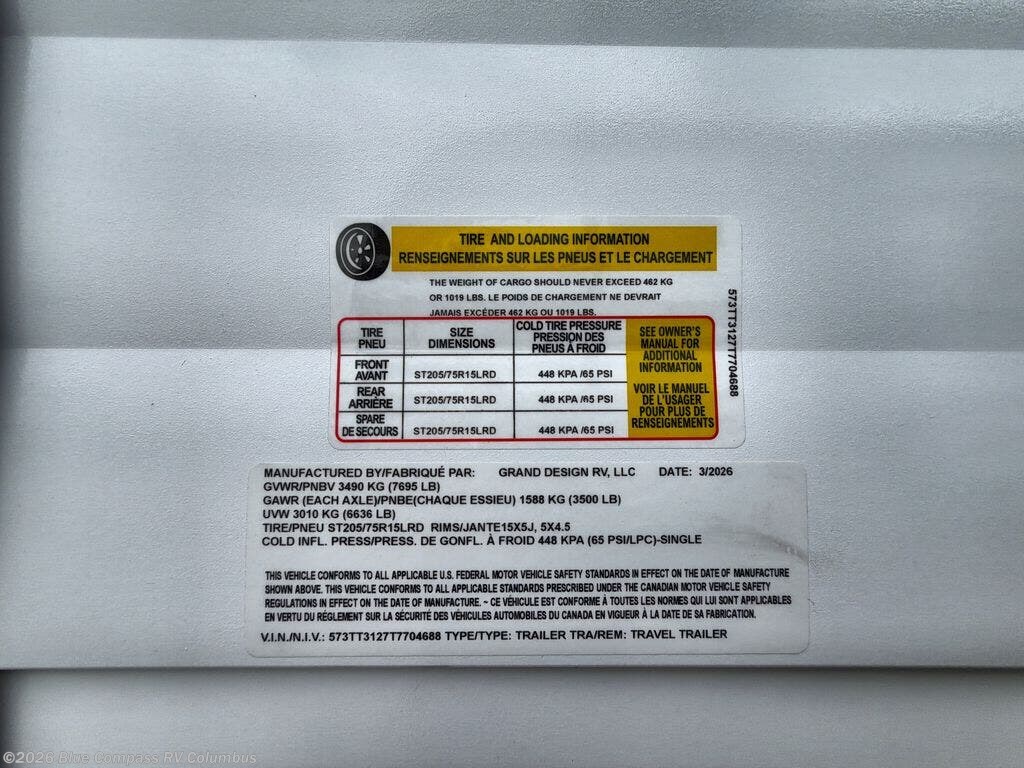 TIRE AND LOADING INFORMATION
RENSEIGNEMENTS SUR LES PNEUS ET LE CHARGEMENT
THE WEIGHT OF CARGO SHOULD NEVER EXCEED 462 KG
OR 1019 LBS. LE POIDS DE CHARGEMENT NE DEVRAIT
JAMAIS EXCÉDER 462 KG OU 1019 LBS.
TIRE
PNEU
SIZE
DIMENSIONS
COLD TIRE PRESSURE
PRESSION DES
PNEUS À FROID
FRONT
AVANT
ST205/75R15LRD
448 KPA /65 PSI
REAR
ARRIÈRE
ST205/75R15LRD
448 KPA /65 PSI
SPARE
DE SECOURS
ST205/75R15LRD
448 KPA /65 PSI
SEE OWNER'S
MANUAL FOR
ADDITIONAL
INFORMATION
VOIR LE MANUEL
DE L'USAGER
POUR PLUS DE
RENSEIGNEMENTS
573TT3127T7704688
MANUFACTURED BY/FABRIQUÉ PAR: GRAND DESIGN RV, LLC DATE: 3/2026
GVWR/PNBV 3490 KG (7695 LB)
GAWR (EACH AXLE)/PNBE(CHAQUE ESSIEU) 1588 KG (3500 LB)
UVW 3010 KG (6636 LB)
TIRE/PNEU ST205/75R15LRD RIMS/JANTE15X5J, 5X4.5
COLD INFL. PRESS/PRESS. DE GONFL. À FROID 448 KPA (65 PSI/LPC)-SINGLE
THIS VEHICLE CONFORMS TO ALL APPLICABLE U.S. FEDERAL MOTOR VEHICLE SAFETY STANDARDS IN EFFECT ON THE DATE OF MANUFACTURE
SHOWN ABOVE. THIS VEHICLE CONFORMS TO ALL APPLICABLE STANDARDS PRESCRIBED UNDER THE CANADIAN MOTOR VEHICLE SAFETY
REGULATIONS IN EFFECT ON THE DATE OF MANUFACTURE. ~ CE VÉHICULE EST CONFORME À TOUTES LES NORMES QUI LUI SONT APPLICABLES
EN VERTU DU RÉGLEMENT SUR LA SÉCURITÉ DES VÉHICULES AUTOMOBILES DU CANADA EN VIGUEUR À LA DATE DE SA FABRICATION.
V.I.N./N.I.V.: 573TT3127T7704688 TYPE/TYPE: TRAILER TRA/REM: TRAVEL TRAILER
©2026 Blue Compass RV Columbus